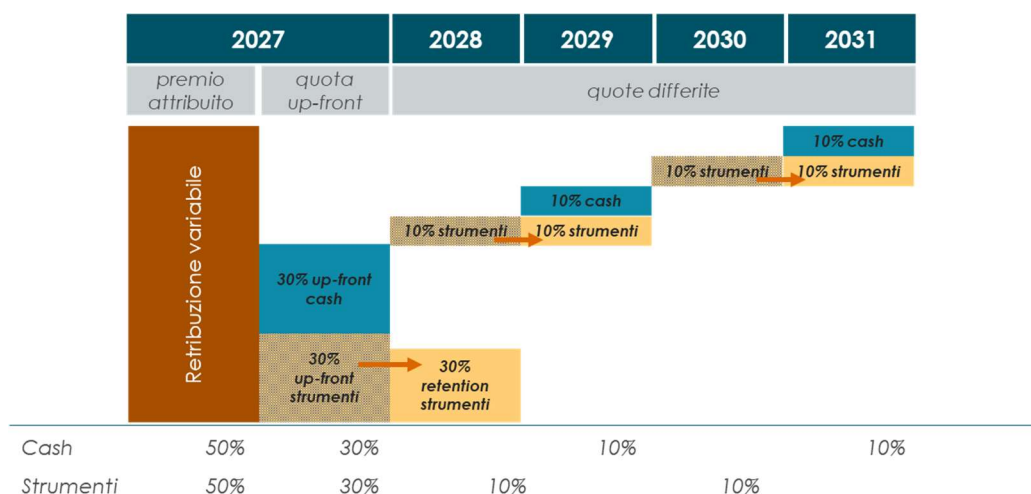 2027 2028 2029 2030 2031
premio attribuito
quota up-front
quote differite
Retribuzione variabile
10% cash
10% strumenti 10% strumenti
10% cash
10% strumenti 10% strumenti
30% up-front
cash
30%
up-front
strumenti
30%
retention
strumenti
Cash 50% 30% 10% 10%
Strumenti 50% 30% 10% 10%